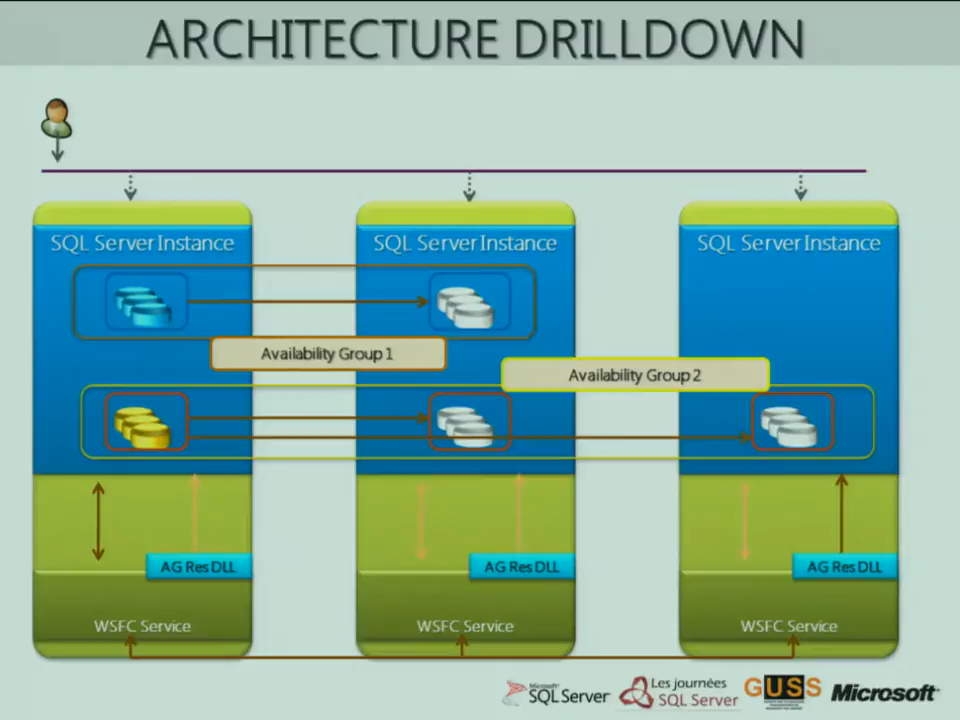 ARCHITECTURE DRILLDOWN
SQL Server Instance
SQL Server Instance
SQL Server Instance
Availability Group 1
Availability Group 2
AG Res DLL
AG Res DLL
AG Res DLL
WSFC Service
WSFC Service
WSFC Service
Microsoft
SQL Server
Les journées
SQL Server
GUSS
Microsoft